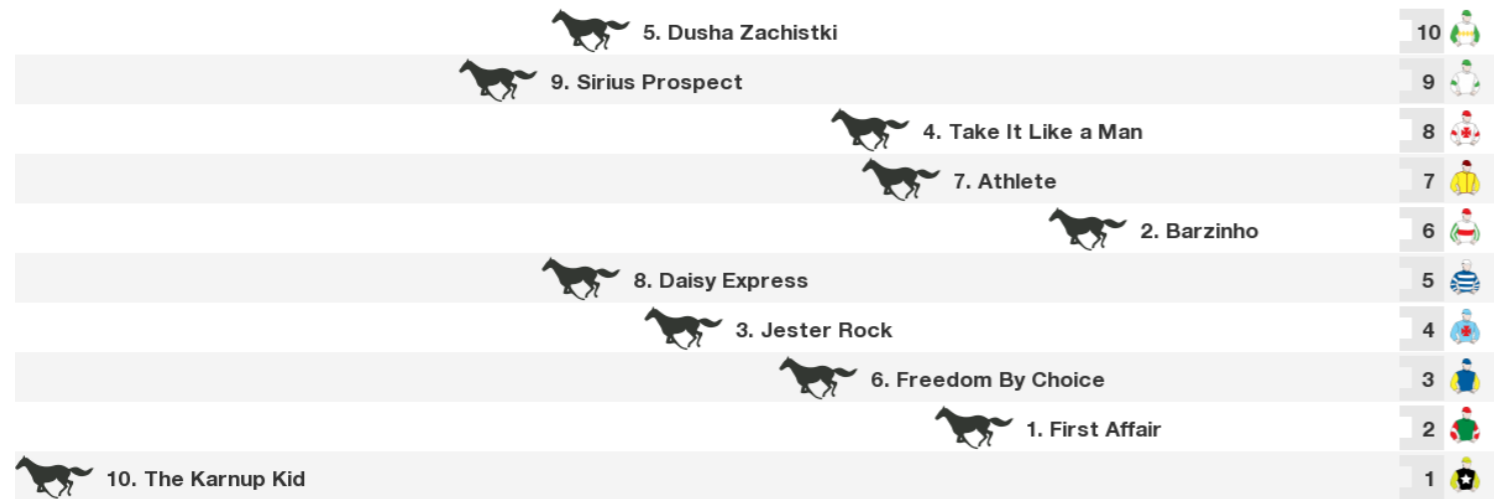 5. Dusha Zachistki 10
9. Sirius Prospect 9
4. Take It Like a Man 8
7. Athlete 7
2. Barzinho 6
8. Daisy Express 5
3. Jester Rock 4
6. Freedom By Choice 3
1. First Affair 2
10. The Karnup Kid 1